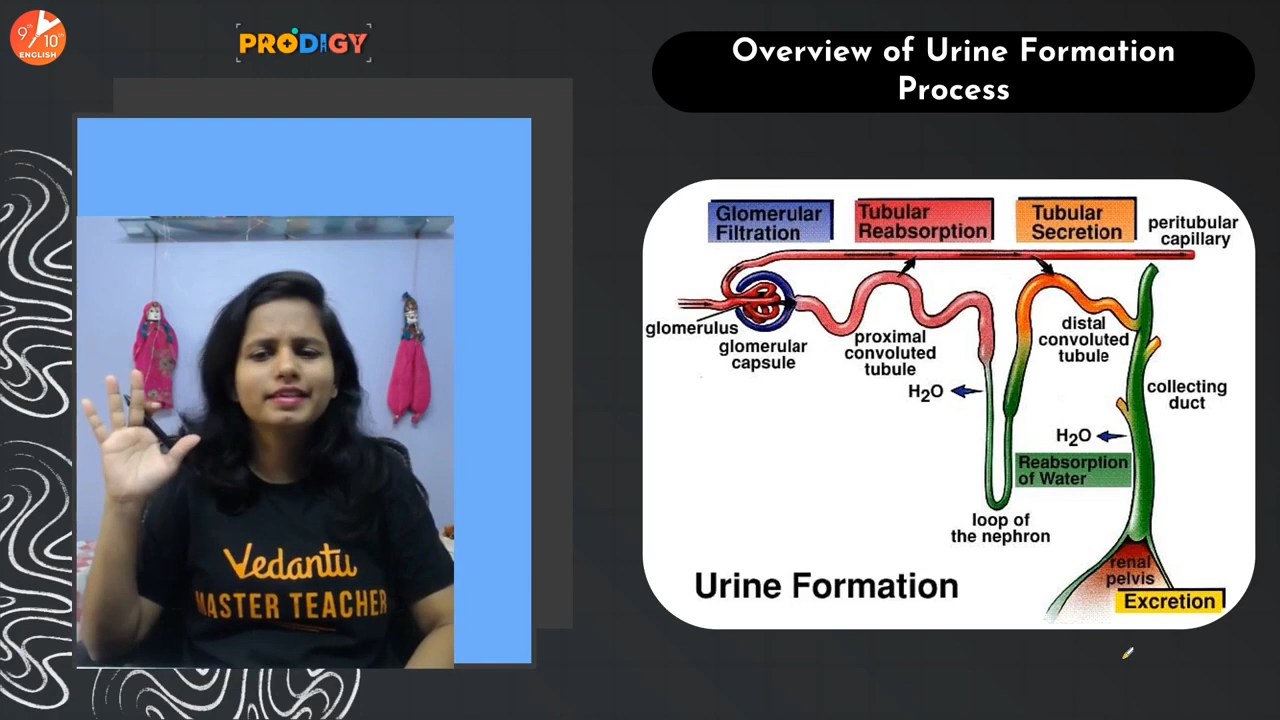 9th
10th
ENGLISH
PRODIGY
Overview of Urine Formation
Process
Vedantu
MASTER TEACHER
Glomerular
Filtration
Tubular
Reabsorption
Tubular
Secretion
peritubular
capillary
glomerulus
glomerular
capsule
proximal
convoluted
tubule
distal
convoluted
tubule
H2O
collecting
duct
H2O
Reabsorption
of Water
loop of
the nephron
renal
pelvis
Urine Formation
Excretion